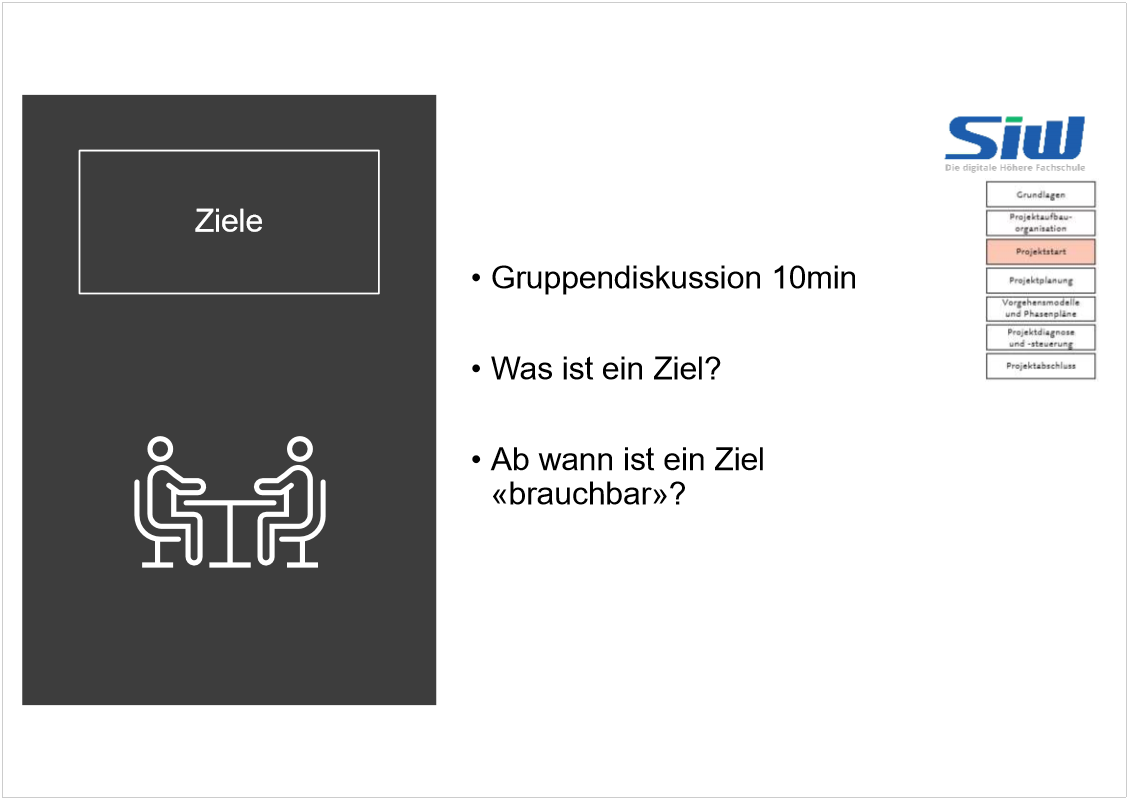 Ziele
• Gruppendiskussion 10min
• Was ist ein Ziel?
• Ab wann ist ein Ziel
«brauchbar»?
Siw
Die digitale Höhere Fachschule
Grundlagen
Projektaufbau-
organisation
Projektstart
Projektplanung
Vorgehensmodelle
und Phasenpläne
Projektdiagnose
und -steuerung
Projektabschluss